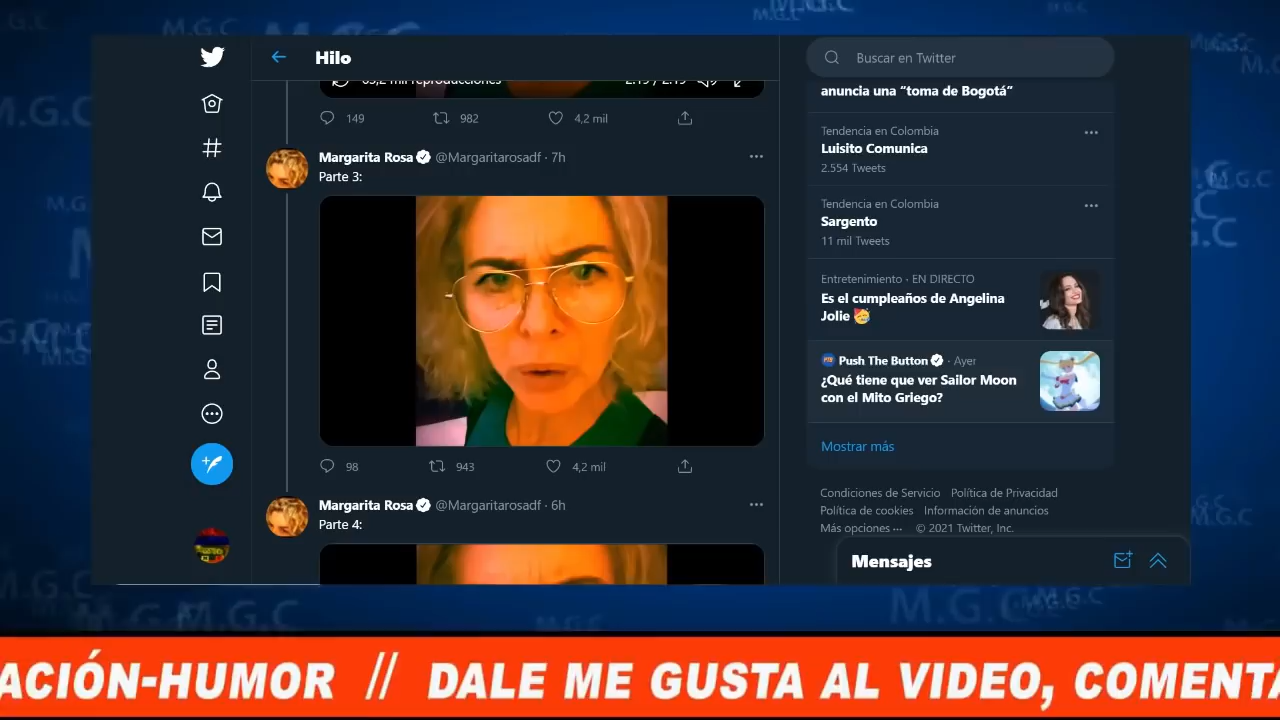 M.G.C
Hilo
149
982
4,2 mil
Margarita Rosa @Margaritarosadf · 7h
Parte 3:
98
943
4,2 mil
Margarita Rosa @Margaritarosadf · 6h
Parte 4:
Buscar en Twitter
anuncia una “toma de Bogotá”
Tendencia en Colombia
Luisito Comunica
2.554 Tweets
Tendencia en Colombia
Sargento
11 mil Tweets
Entretenimiento · EN DIRECTO
Es el cumpleaños de Angelina
Jolie 🥳
Push The Button · Ayer
¿Qué tiene que ver Sailor Moon
con el Mito Griego?
Mostrar más
Condiciones de Servicio Política de Privacidad
Política de cookies Información de anuncios
Más opciones ··· © 2021 Twitter, Inc.
Mensajes
M.G.C
M.G.C
ACIÓN-HUMOR // DALE ME GUSTA AL VIDEO, COMENTA